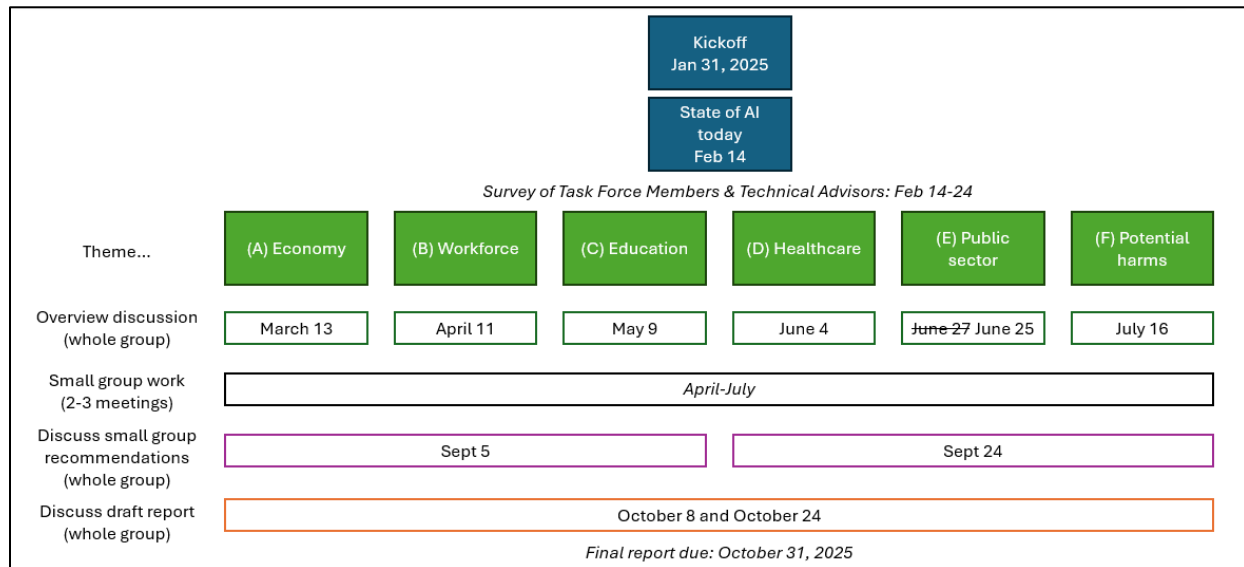 Kickoff
Jan 31, 2025
State of AI
today
Feb 14
Survey of Task Force Members & Technical Advisors: Feb 14-24
Theme...
(A) Economy
(B) Workforce
(C) Education
(D) Healthcare
(E) Public
sector
(F) Potential
harms
Overview discussion
(whole group)
March 13
April 11
May 9
June 4
June 27 June 25
July 16
Small group work
(2-3 meetings)
April-July
Discuss small group
recommendations
(whole group)
Sept 5
Sept 24
Discuss draft report
(whole group)
October 8 and October 24
Final report due: October 31, 2025